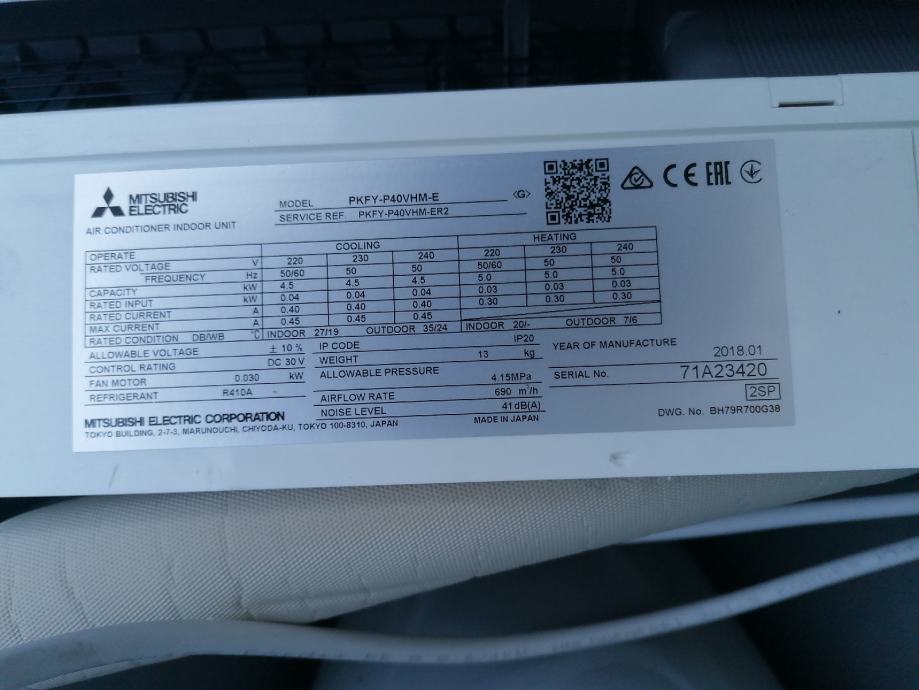 MITSUBISHI
ELECTRIC
AIR CONDITIONER INDOOR UNIT
MODEL PKFY-P40VHM-E <G>
SERVICE REF. PKFY-P40VHM-ER2
CE EAC
OPERATE COOLING HEATING
RATED VOLTAGE V 220 230 240 220 230 240
FREQUENCY Hz 50/60 50 50 50/60 50 50
CAPACITY kW 4.5 4.5 4.5 5.0 5.0 5.0
RATED INPUT kW 0.04 0.04 0.04 0.03 0.03 0.03
RATED CURRENT A 0.40 0.40 0.40 0.30 0.30 0.30
MAX CURRENT A 0.45 0.45 0.45
RATED CONDITION DB/WB °C INDOOR 27/19 OUTDOOR 35/24 INDOOR 20/- OUTDOOR 7/6
ALLOWABLE VOLTAGE ± 10 %
CONTROL RATING DC 30 V
FAN MOTOR 0.030 kW
REFRIGERANT R410A -
IP CODE IP20
WEIGHT 13 kg
ALLOWABLE PRESSURE
4.15MPa
AIRFLOW RATE 690 m³/h
NOISE LEVEL 41dB(A)
YEAR OF MANUFACTURE 2018.01
SERIAL No. 71A23420
2SP
MITSUBISHI ELECTRIC CORPORATION
TOKYO BUILDING, 2-7-3, MARUNOUCHI, CHIYODA-KU, TOKYO 100-8310, JAPAN
MADE IN JAPAN
DWG. No. BH79R700G38